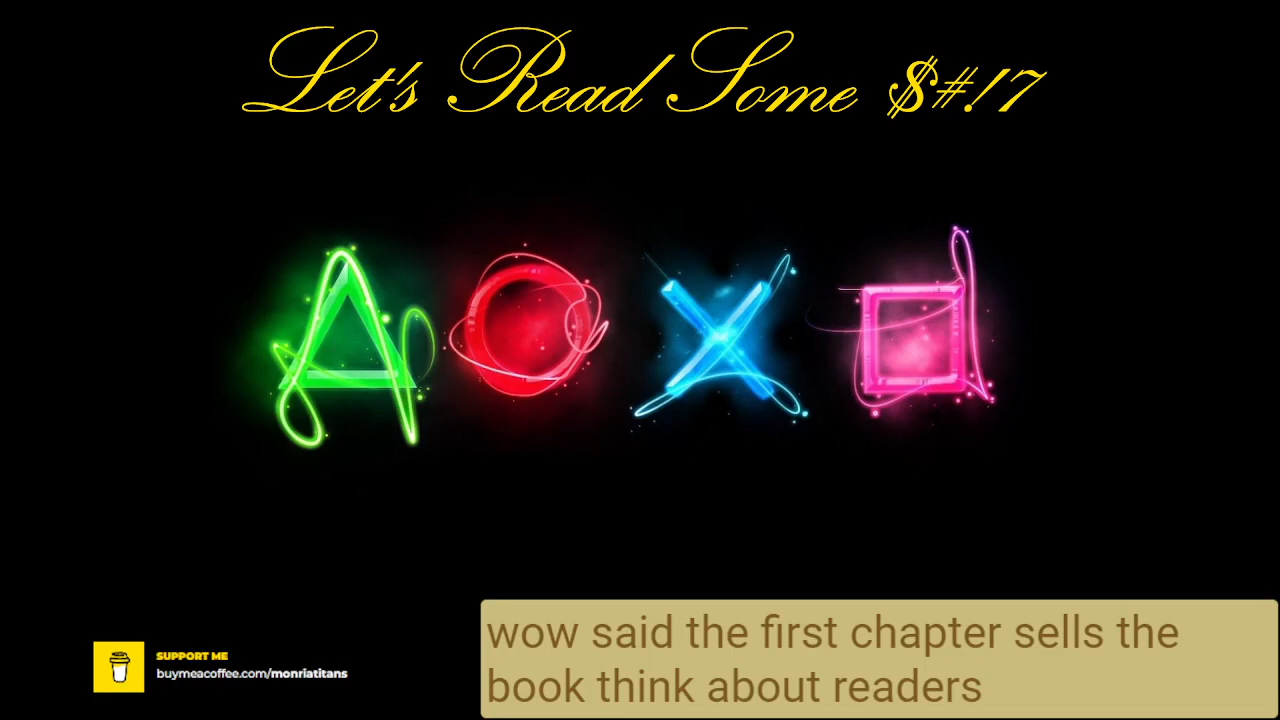 Let's Read Some $#!7
SUPPORT ME
buymeacoffee.com/monriatitans
wow said the first chapter sells the
book think about readers